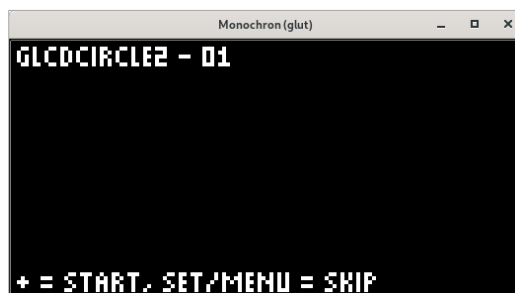 Monochron (glut)
GLCDCIRCLE2 - 01
+ = START, SET/MENU = SKIP